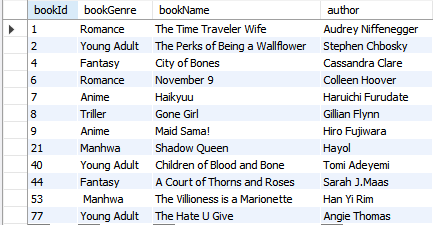 bookId bookGenre bookName author
1 Romance The Time Traveler Wife Audrey Niffenegger
2 Young Adult The Perks of Being a Wallflower Stephen Chbosky
4 Fantasy City of Bones Cassandra Clare
6 Romance November 9 Colleen Hoover
7 Anime Haikyuu Haruichi Furudate
8 Triller Gone Girl Gillian Flynn
9 Anime Maid Sama! Hiro Fujiwara
21 Manhwa Shadow Queen Hayol
40 Young Adult Children of Blood and Bone Tomi Adeyemi
44 Fantasy A Court of Thorns and Roses Sarah J.Maas
53 Manhwa The Villioness is a Marionette Han Yi Rim
77 Young Adult The Hate U Give Angie Thomas